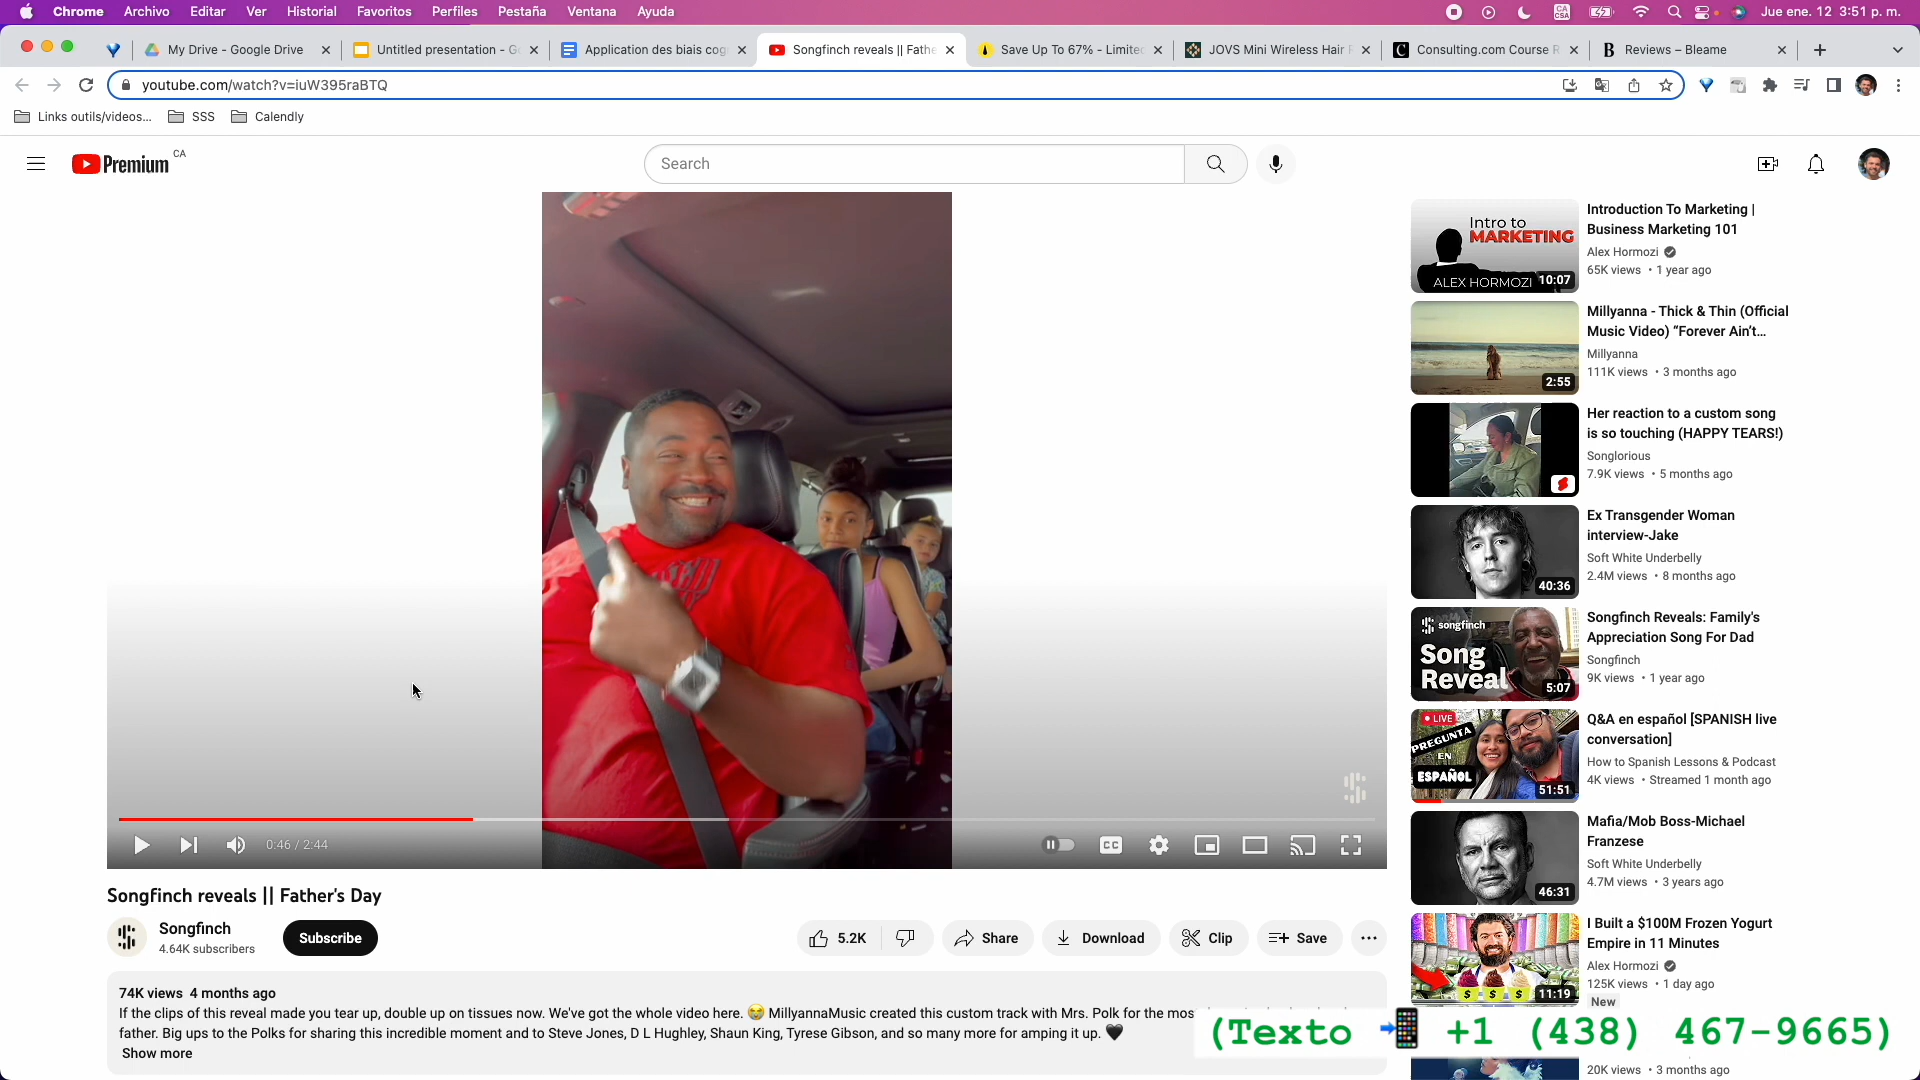 Chrome Archivo Editar Ver Historial Favoritos Perfiles Pestaña Ventana Ayuda
CA
CSA
Jue ene. 12 3:51 p. m.
My Drive - Google Drive
Untitled presentation - G
Application des biais cog
Songfinch reveals || Fathe
Save Up To 67% - Limited
JOVS Mini Wireless Hair
Consulting.com Course R
Reviews – Bleame
youtube.com/watch?v=iuW395raBTQ
Links outils/videos...
SSS
Calendly
Premium
CA
Search
0:46 / 2:44
CC
Songfinch reveals || Father's Day
Songfinch
4.64K subscribers
Subscribe
5.2K
Share
Download
Clip
Save
74K views 4 months ago
If the clips of this reveal made you tear up, double up on tissues now. We've got the whole video here. 😭 MillyannaMusic created this custom track with Mrs. Polk for the mos
father. Big ups to the Polks for sharing this incredible moment and to Steve Jones, D L Hughley, Shaun King, Tyrese Gibson, and so many more for amping it up. 🖤
Show more
Intro to
MARKETING
ALEX HORMOZI
10:07
Introduction To Marketing |
Business Marketing 101
Alex Hormozi
65K views • 1 year ago
2:55
Millyanna - Thick & Thin (Official
Music Video) “Forever Ain’t...
Millyanna
111K views • 3 months ago
Her reaction to a custom song
is so touching (HAPPY TEARS!)
Songlorious
7.9K views • 5 months ago
40:36
Ex Transgender Woman
interview-Jake
Soft White Underbelly
2.4M views • 8 months ago
songfinch
Song
Reveal
5:07
Songfinch Reveals: Family's
Appreciation Song For Dad
Songfinch
9K views • 1 year ago
LIVE
PREGUNTA
EN
ESPAÑOL
51:51
Q&A en español [SPANISH live
conversation]
How to Spanish Lessons & Podcast
4K views • Streamed 1 month ago
46:31
Mafia/Mob Boss-Michael
Franzese
Soft White Underbelly
4.7M views • 3 years ago
$ $ $
11:19
I Built a $100M Frozen Yogurt
Empire in 11 Minutes
Alex Hormozi
125K views • 1 day ago
New
(Texto 📲 +1 (438) 467-9665)
20K views • 3 months ago